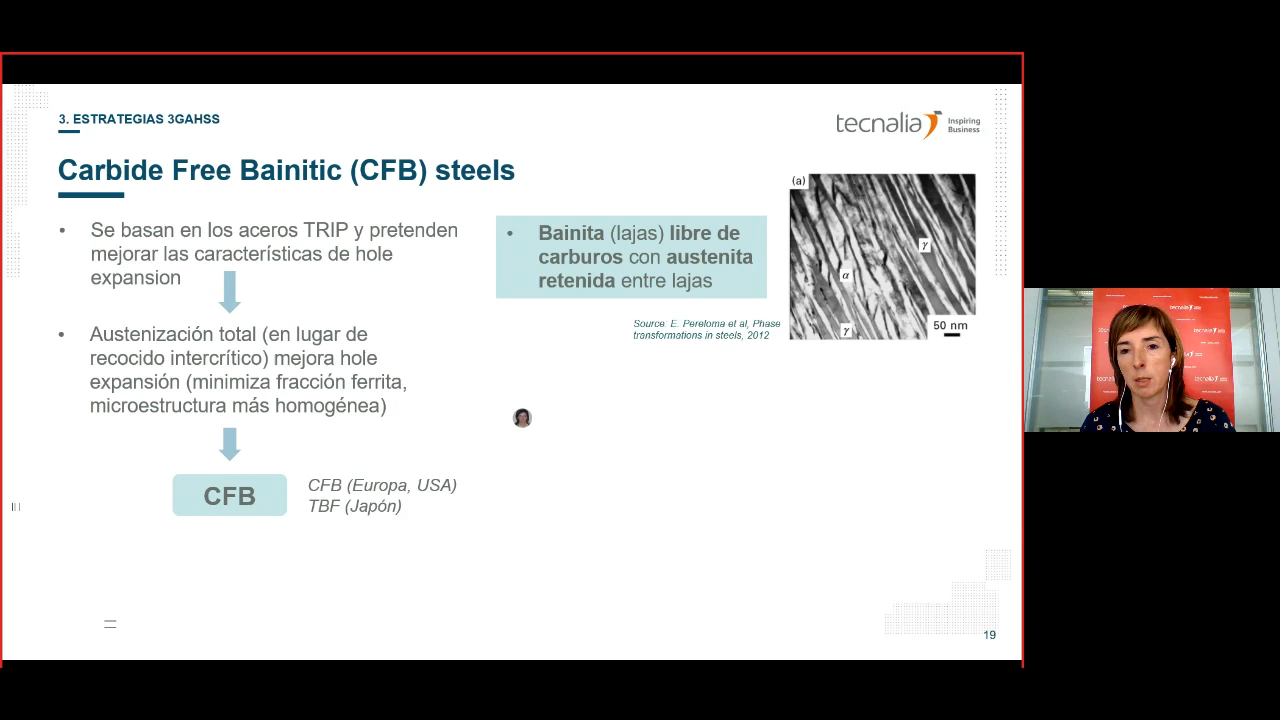 3. ESTRATEGIAS 3GAHSS
tecnalia
Inspiring
Business
Carbide Free Bainitic (CFB) steels
• Se basan en los aceros TRIP y pretenden
mejorar las características de hole
expansion
• Austenización total (en lugar de
recocido intercrítico) mejora hole
expansión (minimiza fracción ferrita,
microestructura más homogénea)
CFB
CFB (Europa, USA)
TBF (Japón)
• Bainita (lajas) libre de
carburos con austenita
retenida entre lajas
Source: E. Pereloma et al, Phase
transformations in steels, 2012
(a)
γ
α
γ
50 nm
19
tecnalia